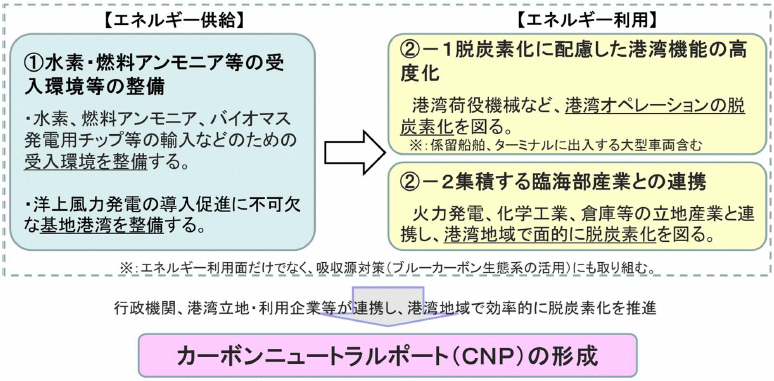 【エネルギー供給】
①水素・燃料アンモニア等の受
入環境等の整備
・水素、燃料アンモニア、バイオマス
発電用チップ等の輸入などのための
受入環境を整備する。
・洋上風力発電の導入促進に不可欠
な基地港湾を整備する。
【エネルギー利用】
②－１脱炭素化に配慮した港湾機能の高
度化
港湾荷役機械など、港湾オペレーションの脱
炭素化を図る。
※：係留船舶、ターミナルに出入する大型車両含む
②－２集積する臨海部産業との連携
火力発電、化学工業、倉庫等の立地産業と連
携し、港湾地域で面的に脱炭素化を図る。
※：エネルギー利用面だけでなく、吸収源対策（ブルーカーボン生態系の活用）にも取り組む。
行政機関、港湾立地・利用企業等が連携し、港湾地域で効率的に脱炭素化を推進
カーボンニュートラルポート（CNP）の形成